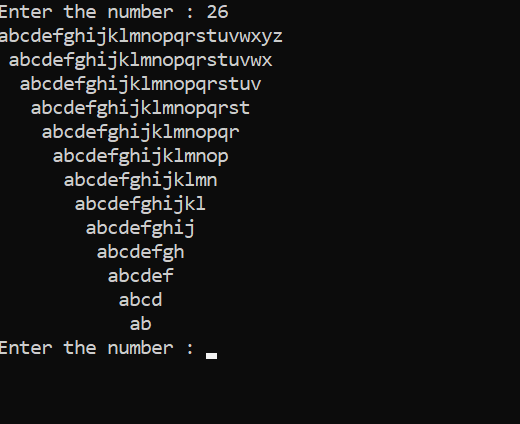 Enter the number : 26
abcdefghijklmnopqrstuvwxyz
abcdefghijklmnopqrstuvwx
abcdefghijklmnopqrstuv
abcdefghijklmnopqrst
abcdefghijklmnopqr
abcdefghijklmnop
abcdefghijklmn
abcdefghijkl
abcdefghij
abcdefgh
abcdef
abcd
ab
Enter the number :